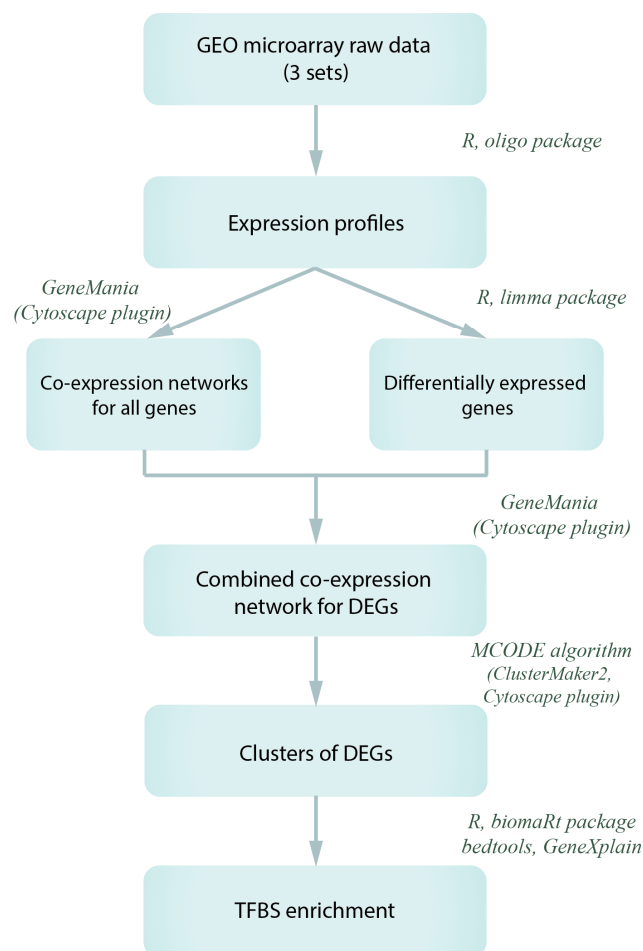 GEO microarray raw data
(3 sets)
R, oligo package
Expression profiles
GeneMania
(Cytoscape plugin)
R, limma package
Co-expression networks
for all genes
Differentially expressed
genes
GeneMania
(Cytoscape plugin)
Combined co-expression
network for DEGs
MCODE algorithm
(ClusterMaker2,
Cytoscape plugin)
Clusters of DEGs
R, biomaRt package
bedtools, GeneXplain
TFBS enrichment